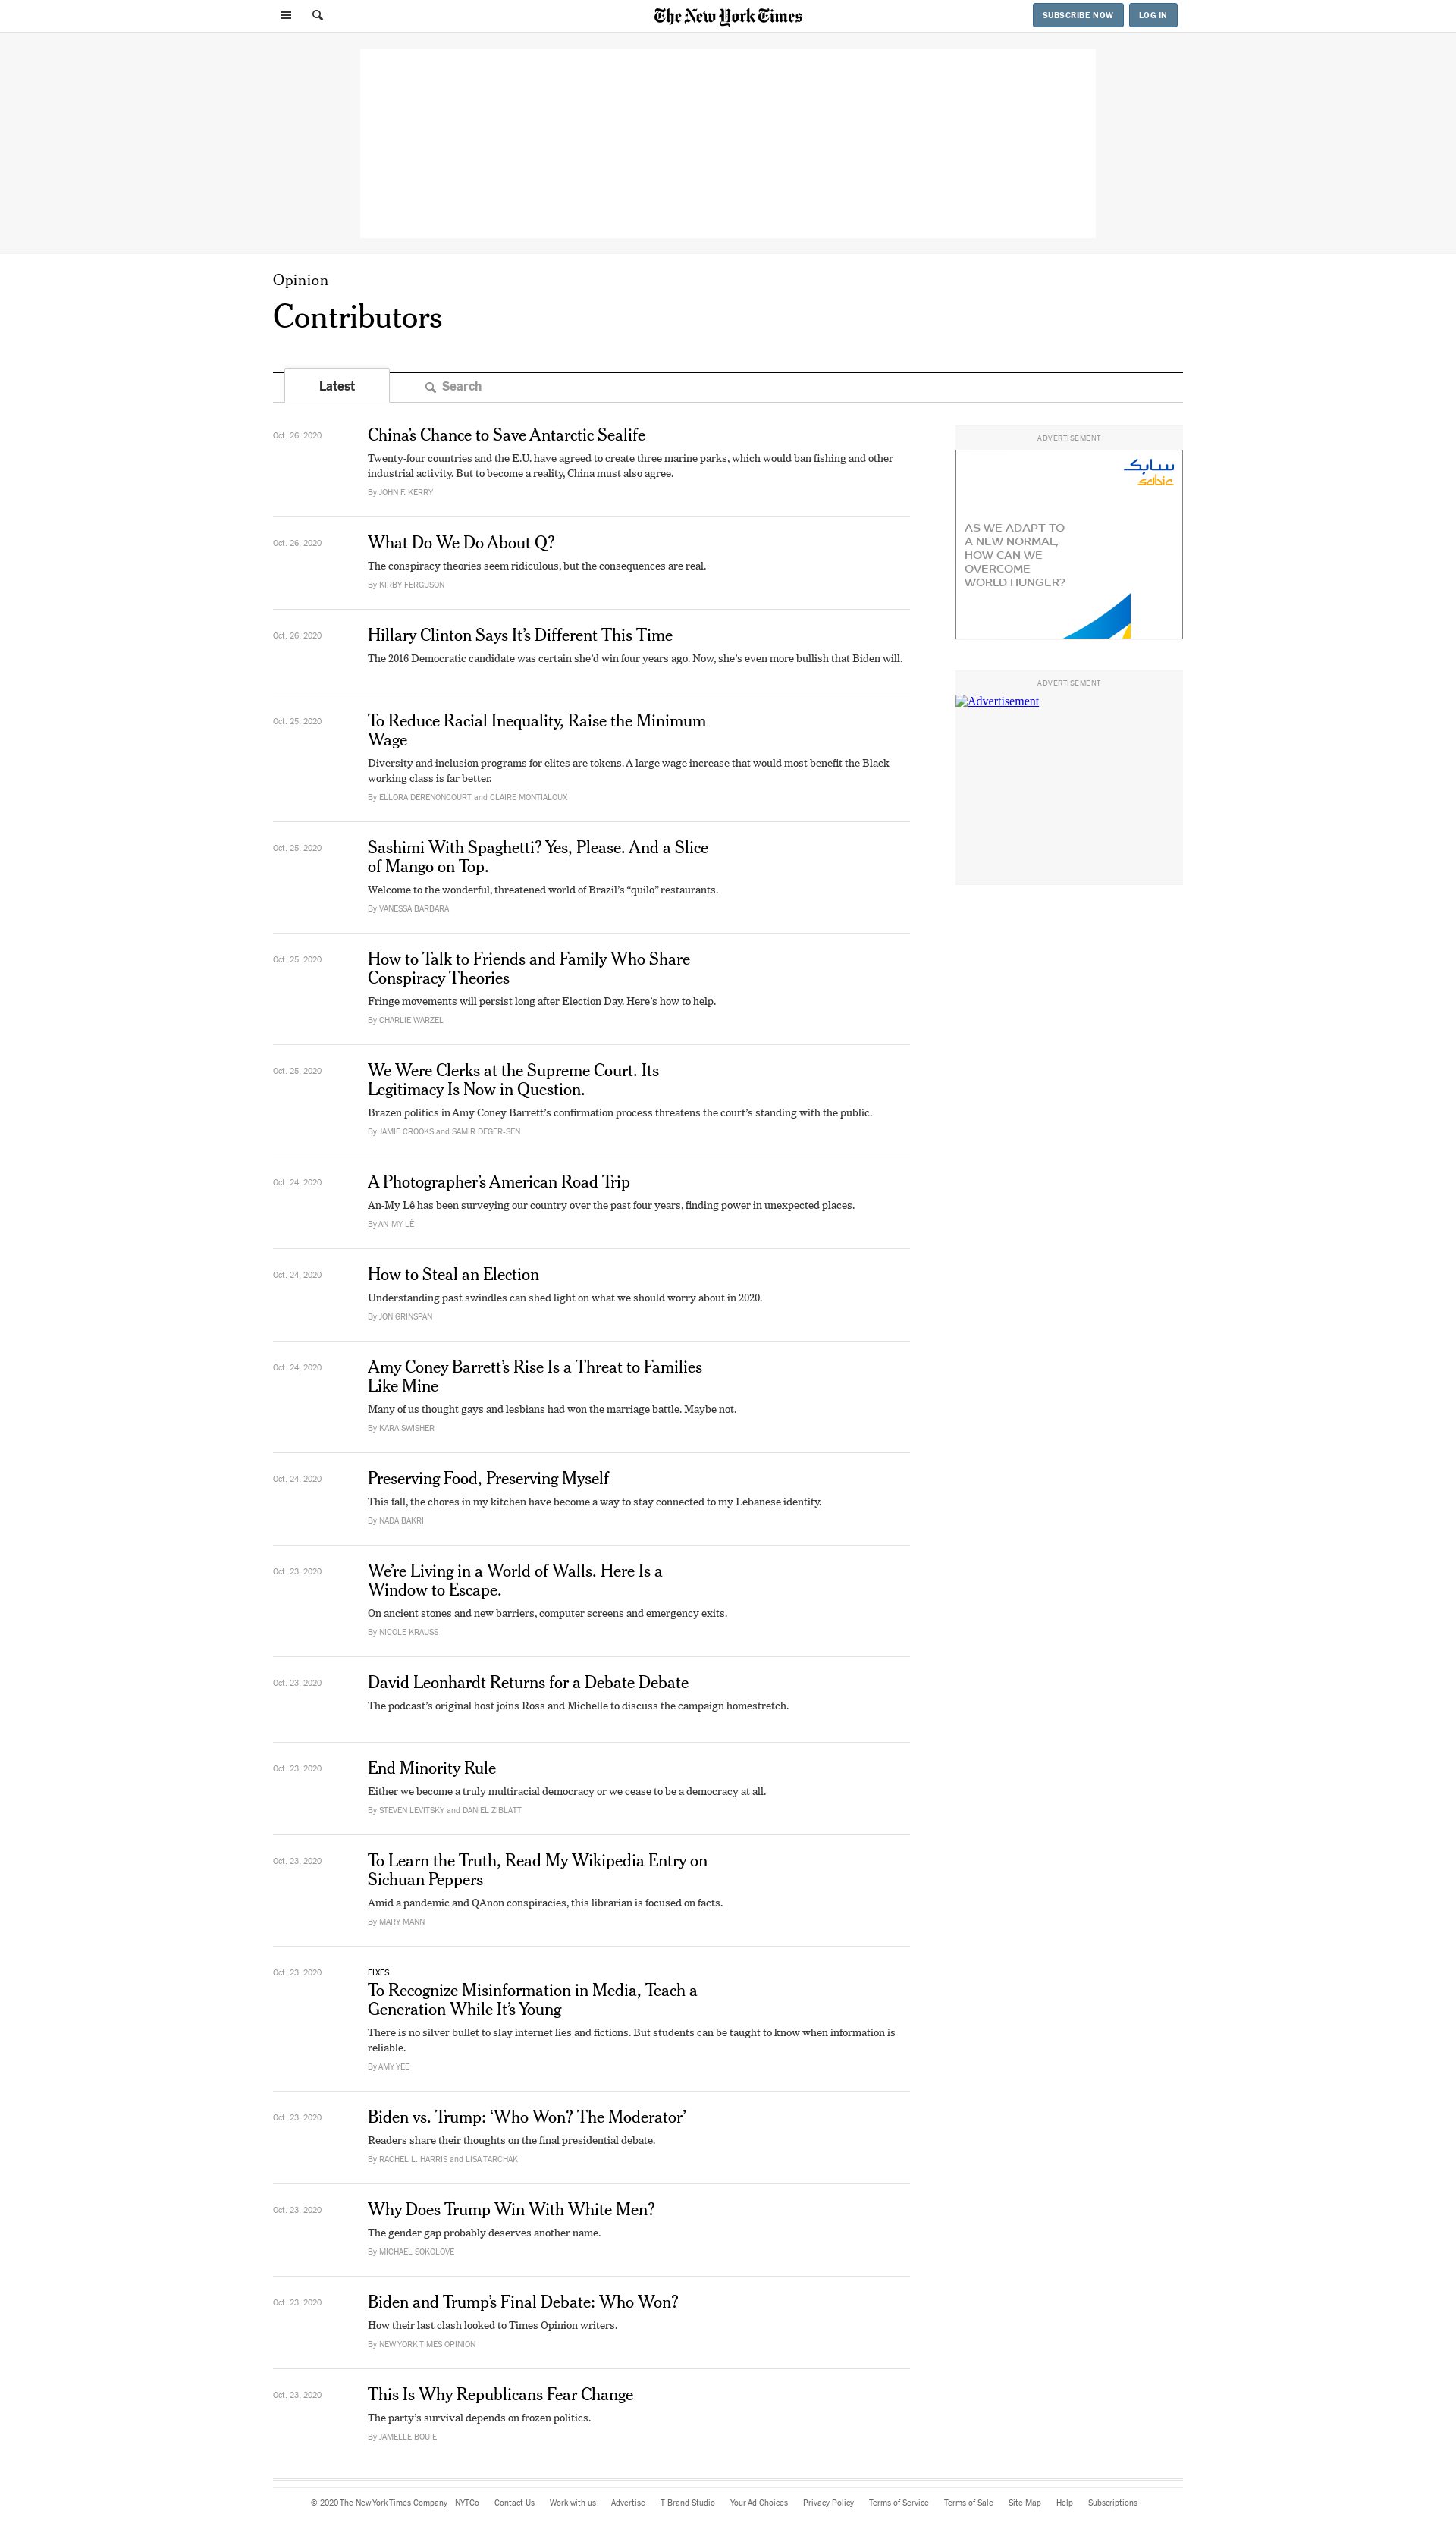 The New York Times
SUBSCRIBE NOW
LOG IN
Opinion
Contributors
Latest
Search
Oct. 26, 2020
China’s Chance to Save Antarctic Sealife
Twenty-four countries and the E.U. have agreed to create three marine parks, which would ban fishing and other
industrial activity. But to become a reality, China must also agree.
By JOHN F. KERRY
Oct. 26, 2020
What Do We Do About Q?
The conspiracy theories seem ridiculous, but the consequences are real.
By KIRBY FERGUSON
Oct. 26, 2020
Hillary Clinton Says It’s Different This Time
The 2016 Democratic candidate was certain she’d win four years ago. Now, she’s even more bullish that Biden will.
Oct. 25, 2020
To Reduce Racial Inequality, Raise the Minimum
Wage
Diversity and inclusion programs for elites are tokens. A large wage increase that would most benefit the Black
working class is far better.
By ELLORA DERENONCOURT and CLAIRE MONTIALOUX
Oct. 25, 2020
Sashimi With Spaghetti? Yes, Please. And a Slice
of Mango on Top.
Welcome to the wonderful, threatened world of Brazil’s “quilo” restaurants.
By VANESSA BARBARA
Oct. 25, 2020
How to Talk to Friends and Family Who Share
Conspiracy Theories
Fringe movements will persist long after Election Day. Here’s how to help.
By CHARLIE WARZEL
Oct. 25, 2020
We Were Clerks at the Supreme Court. Its
Legitimacy Is Now in Question.
Brazen politics in Amy Coney Barrett’s confirmation process threatens the court’s standing with the public.
By JAMIE CROOKS and SAMIR DEGER-SEN
Oct. 24, 2020
A Photographer’s American Road Trip
An-My Lê has been surveying our country over the past four years, finding power in unexpected places.
By AN-MY LÊ
Oct. 24, 2020
How to Steal an Election
Understanding past swindles can shed light on what we should worry about in 2020.
By JON GRINSPAN
Oct. 24, 2020
Amy Coney Barrett’s Rise Is a Threat to Families
Like Mine
Many of us thought gays and lesbians had won the marriage battle. Maybe not.
By KARA SWISHER
Oct. 24, 2020
Preserving Food, Preserving Myself
This fall, the chores in my kitchen have become a way to stay connected to my Lebanese identity.
By NADA BAKRI
Oct. 23, 2020
We’re Living in a World of Walls. Here Is a
Window to Escape.
On ancient stones and new barriers, computer screens and emergency exits.
By NICOLE KRAUSS
Oct. 23, 2020
David Leonhardt Returns for a Debate Debate
The podcast’s original host joins Ross and Michelle to discuss the campaign homestretch.
Oct. 23, 2020
End Minority Rule
Either we become a truly multiracial democracy or we cease to be a democracy at all.
By STEVEN LEVITSKY and DANIEL ZIBLATT
Oct. 23, 2020
To Learn the Truth, Read My Wikipedia Entry on
Sichuan Peppers
Amid a pandemic and QAnon conspiracies, this librarian is focused on facts.
By MARY MANN
Oct. 23, 2020
FIXES
To Recognize Misinformation in Media, Teach a
Generation While It’s Young
There is no silver bullet to slay internet lies and fictions. But students can be taught to know when information is
reliable.
By AMY YEE
Oct. 23, 2020
Biden vs. Trump: ‘Who Won? The Moderator’
Readers share their thoughts on the final presidential debate.
By RACHEL L. HARRIS and LISA TARCHAK
Oct. 23, 2020
Why Does Trump Win With White Men?
The gender gap probably deserves another name.
By MICHAEL SOKOLOVE
Oct. 23, 2020
Biden and Trump’s Final Debate: Who Won?
How their last clash looked to Times Opinion writers.
By NEW YORK TIMES OPINION
Oct. 23, 2020
This Is Why Republicans Fear Change
The party’s survival depends on frozen politics.
By JAMELLE BOUIE
ADVERTISEMENT
سابك
sabic
AS WE ADAPT TO
A NEW NORMAL,
HOW CAN WE
OVERCOME
WORLD HUNGER?
ADVERTISEMENT
Advertisement
© 2020 The New York Times Company NYTCo Contact Us Work with us Advertise T Brand Studio Your Ad Choices Privacy Policy Terms of Service Terms of Sale Site Map Help Subscriptions